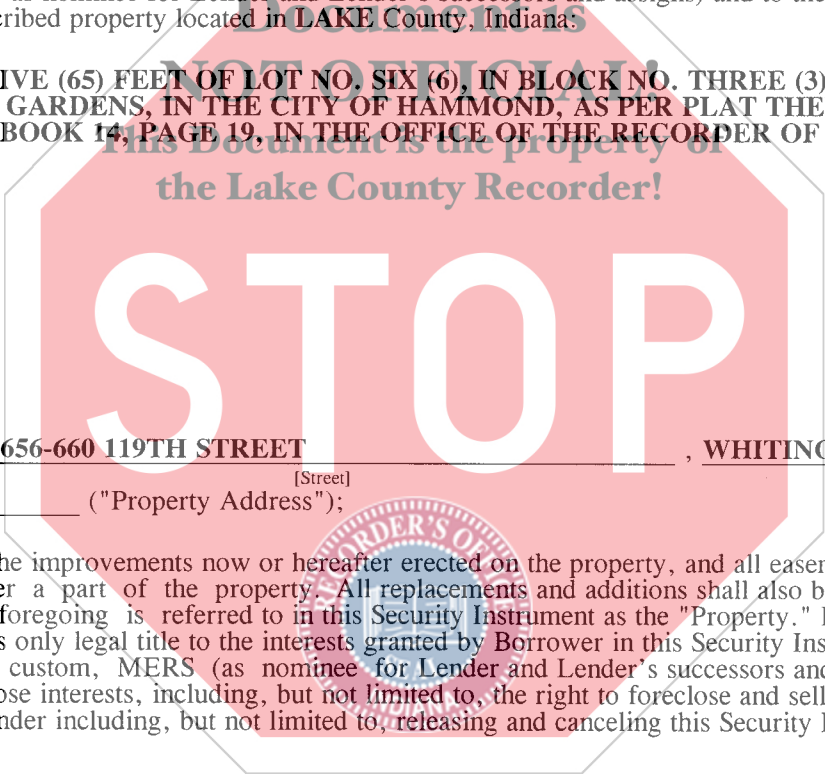 as nominee for Lender and Lender's successors and assigns) and to the
cribed property located in LAKE County, Indiana:
Document is
NOT OFFICIAL!
This Document is the property of
the Lake County Recorder!
IVE (65) FEET OF LOT NO. SIX (6), IN BLOCK NO. THREE (3)
GARDENS, IN THE CITY OF HAMMOND, AS PER PLAT THE
BOOK 14, PAGE 19, IN THE OFFICE OF THE RECORDER OF
STOP
656-660 119TH STREET , WHITING
[Street]
("Property Address");
RECORDER'S OFFICE
INDIANA
he improvements now or hereafter erected on the property, and all easem
er a part of the property. All replacements and additions shall also b
foregoing is referred to in this Security Instrument as the "Property."
s only legal title to the interests granted by Borrower in this Security Ins
custom, MERS (as nominee for Lender and Lender's successors and
ose interests, including, but not limited to, the right to foreclose and sell
nder including, but not limited to, releasing and canceling this Security I